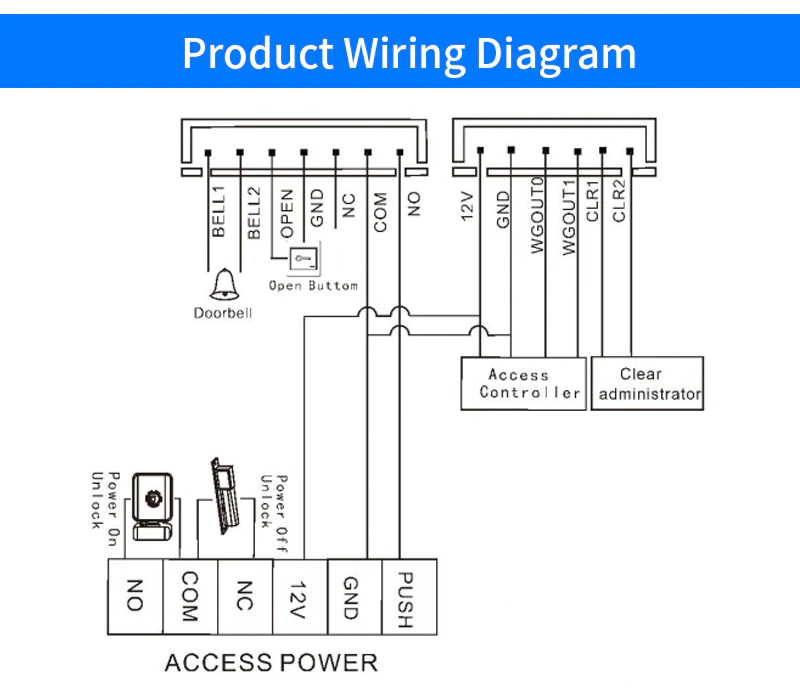 Product Wiring Diagram
BELL1
BELL2
OPEN
GND
NC
COM
NO
12V
GND
WGOUT0
WGOUT1
CLR1
CLR2
Open Buttom
Doorbell
Access
Controller
Clear
administrator
Power On
Unlock
Power Off
Unlock
NO
COM
NC
12V
GND
PUSH
ACCESS POWER